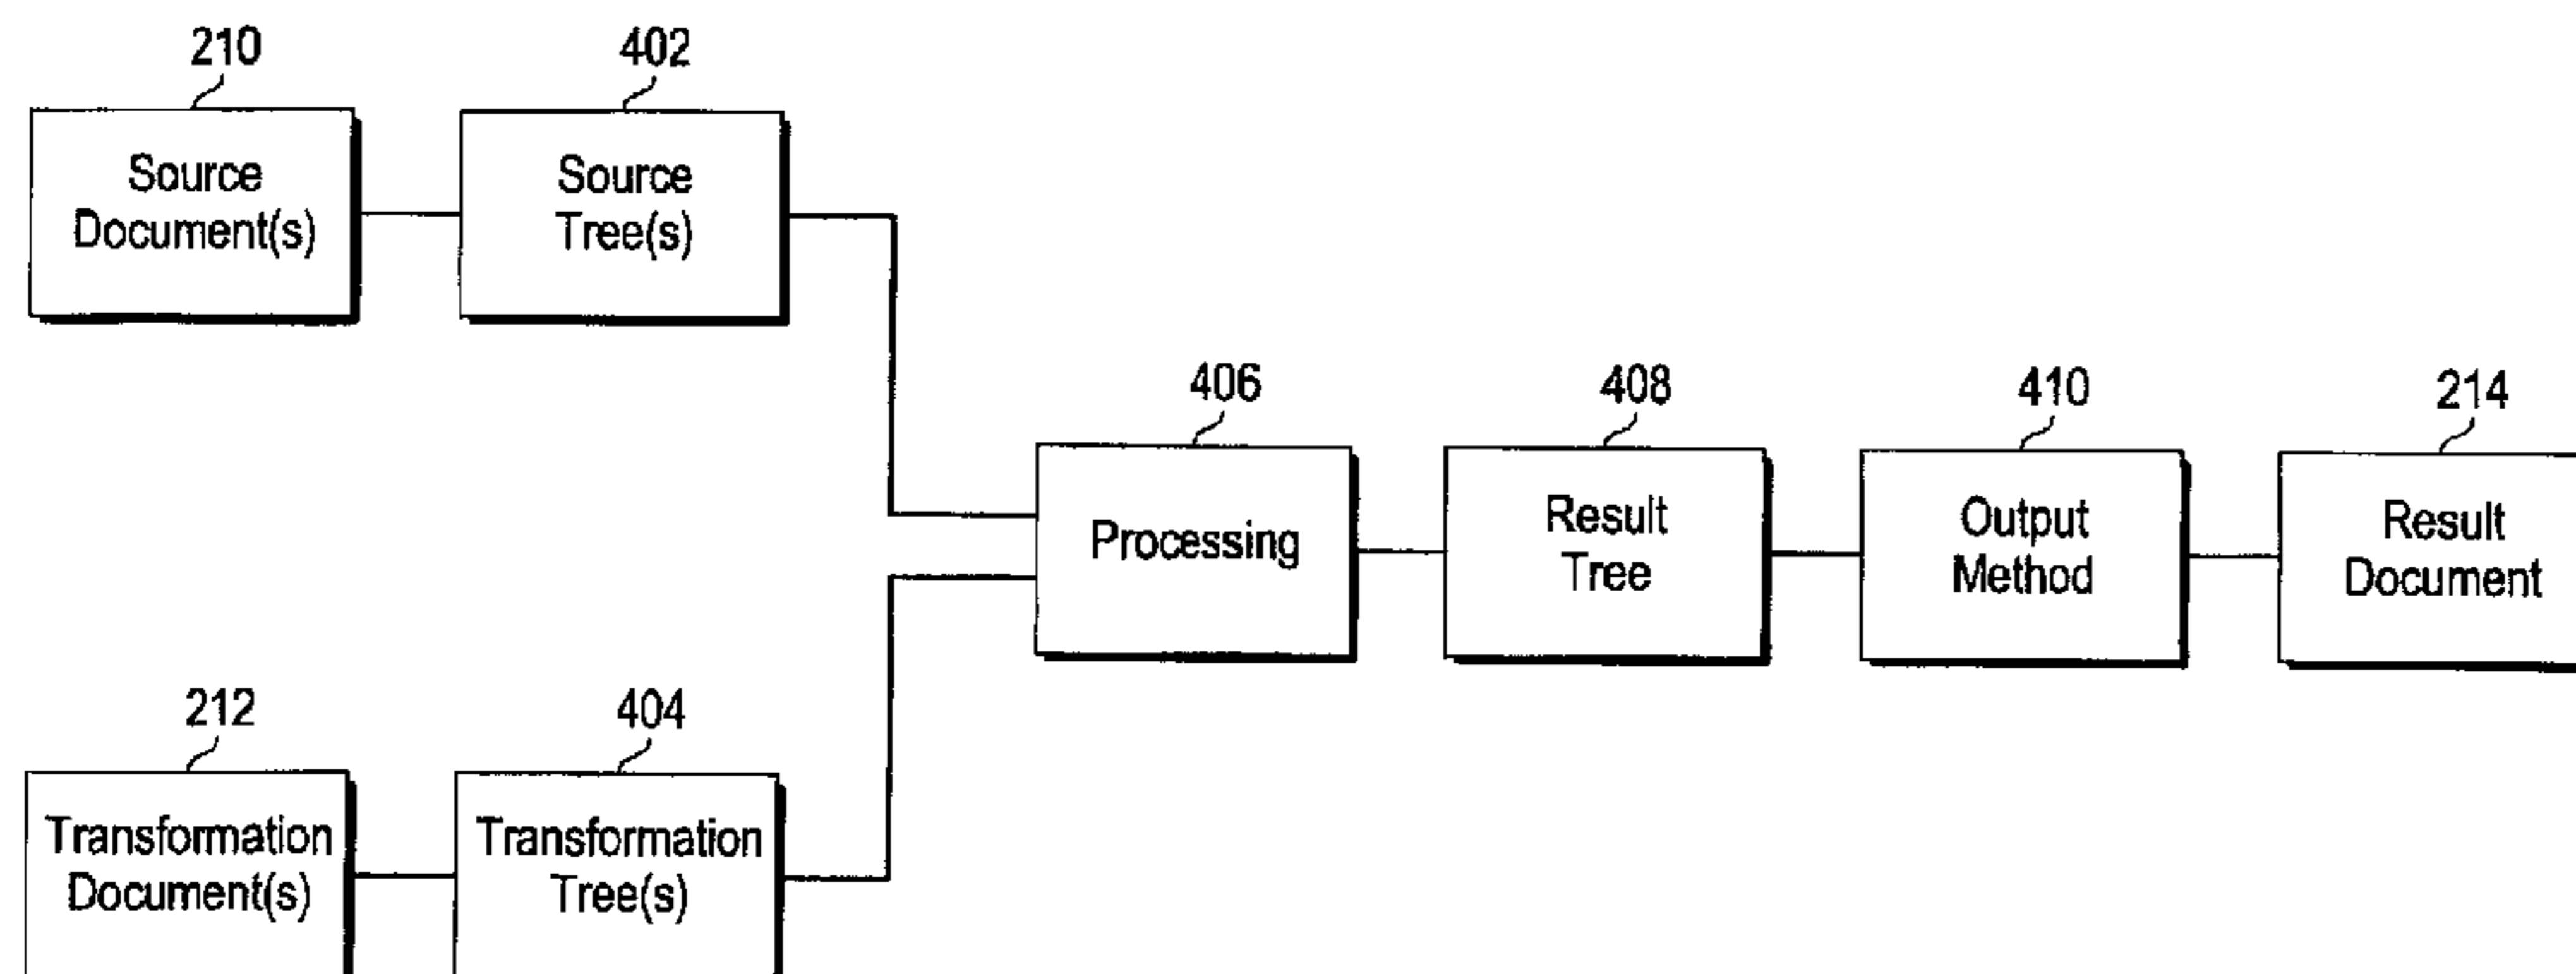 210
402
Source
Document(s)
Source
Tree(s)
406
408
410
214
Processing
Result
Tree
Output
Method
Result
Document
212
404
Transformation
Document(s)
Transformation
Tree(s)